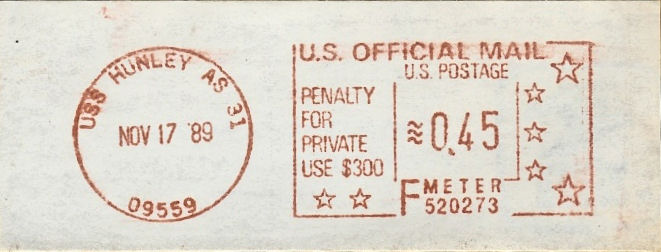 USS HUNLEY AS 31
NOV 17 '89
09559
U.S. OFFICIAL MAIL
U.S. POSTAGE
PENALTY
FOR
PRIVATE
USE $300
≈0.45
F METER
520273